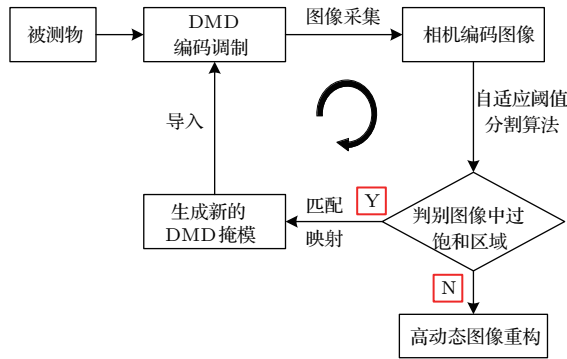 被测物
DMD
编码调制
图像采集
相机编码图像
自适应阈值
分割算法
导入
生成新的
DMD掩模
匹配
映射
Y
判别图像中过
饱和区域
N
高动态图像重构